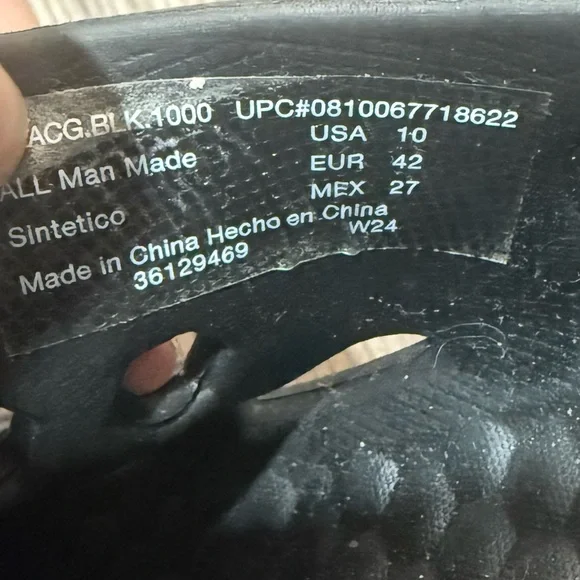 ACG.BLK.1000 UPC#0810067718622
ALL Man Made USA 10
EUR 42
Sintetico MEX 27
Made in China Hecho en China
36129469 W24